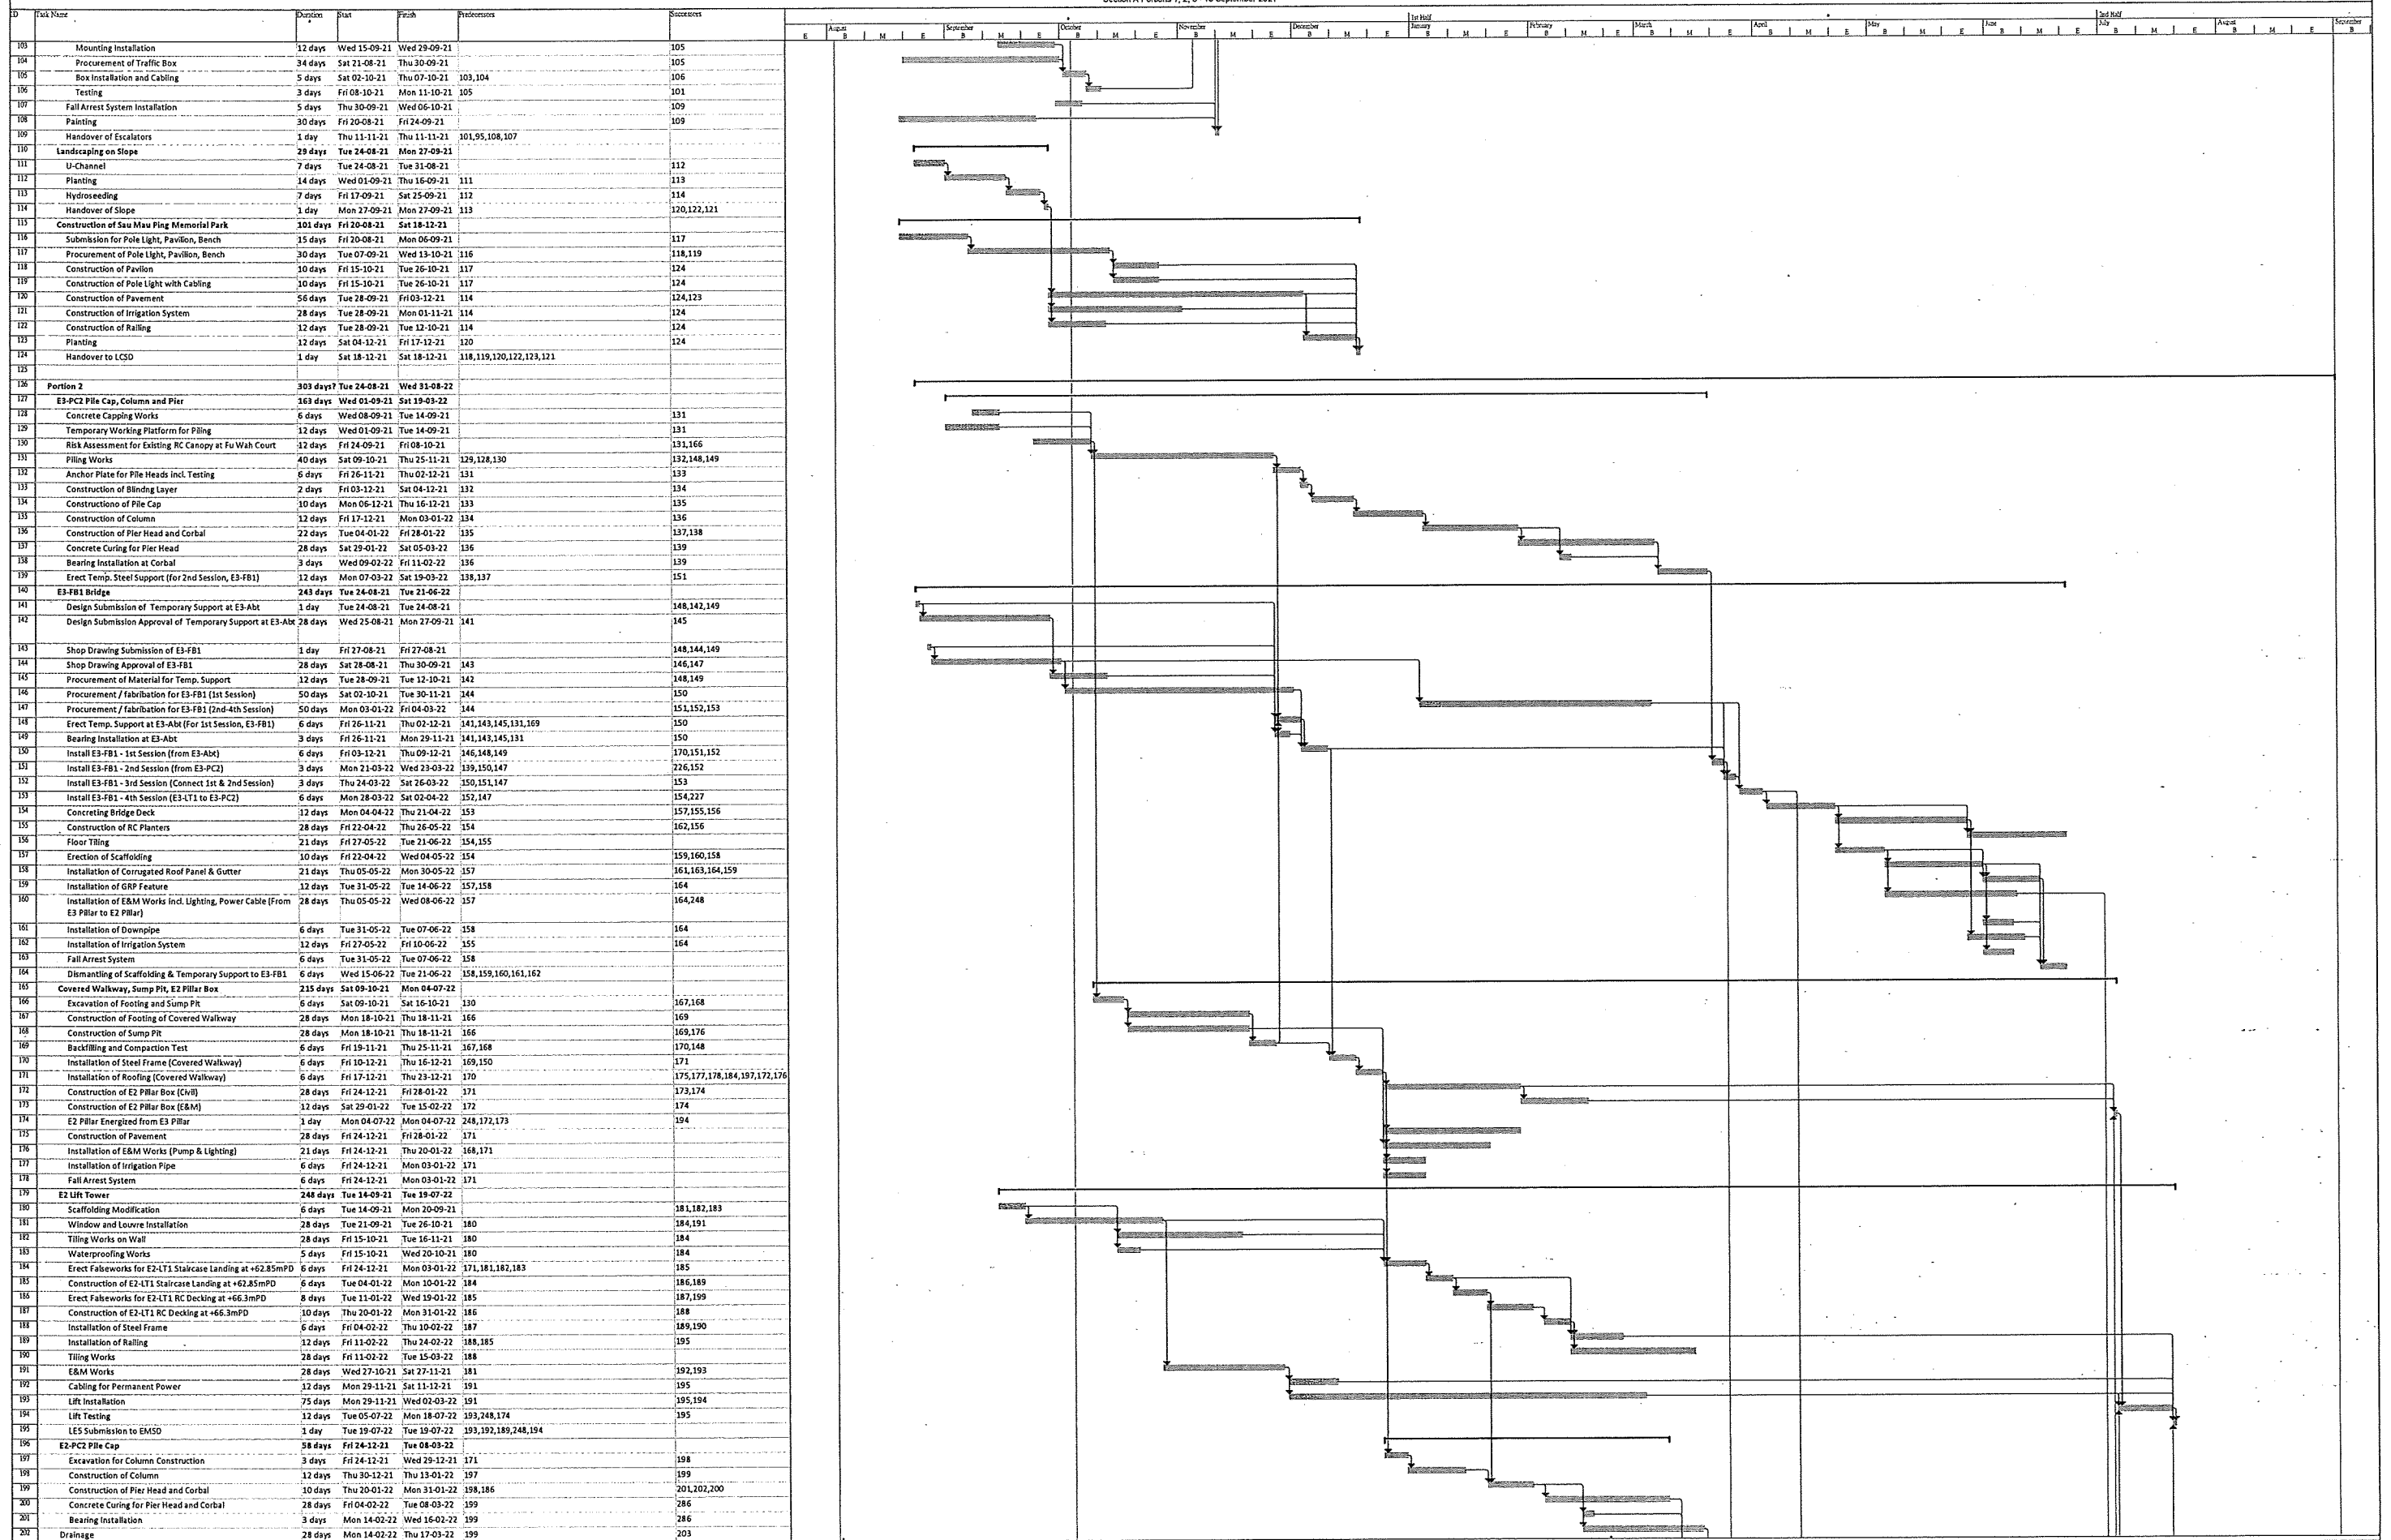 ID Task Name Duration Start Finish Predecessors Successors
1st Half 2nd Half
August September October November December January February March April May June July August September
E B M E B M E B M E B M E B M E B M E B M E B M E B M E B M E B M E B M E B M E B
103 Mounting Installation 12 days Wed 15-09-21 Wed 29-09-21 105
104 Procurement of Traffic Box 34 days Sat 21-08-21 Thu 30-09-21 105
105 Box Installation and Cabling 5 days Sat 02-10-21 Thu 07-10-21 103,104 106
106 Testing 3 days Fri 08-10-21 Mon 11-10-21 105 101
107 Fall Arrest System Installation 5 days Thu 30-09-21 Wed 06-10-21 109
108 Painting 30 days Fri 20-08-21 Fri 24-09-21 109
109 Handover of Escalators 1 day Thu 11-11-21 Thu 11-11-21 101,95,108,107
110 Landscaping on Slope 29 days Tue 24-08-21 Mon 27-09-21
111 U-Channel 7 days Tue 24-08-21 Tue 31-08-21 112
112 Planting 14 days Wed 01-09-21 Thu 16-09-21 111 113
113 Hydroseeding 7 days Fri 17-09-21 Sat 25-09-21 112 114
114 Handover of Slope 1 day Mon 27-09-21 Mon 27-09-21 113 120,122,121
115 Construction of Sau Mau Ping Memorial Park 101 days Fri 20-08-21 Sat 18-12-21
116 Submission for Pole Light, Pavilion, Bench 15 days Fri 20-08-21 Mon 06-09-21 117
117 Procurement of Pole Light, Pavilion, Bench 30 days Tue 07-09-21 Wed 13-10-21 116 118,119
118 Construction of Pavlion 10 days Fri 15-10-21 Tue 26-10-21 117 124
119 Construction of Pole Light with Cabling 10 days Fri 15-10-21 Tue 26-10-21 117 124
120 Construction of Pavement 56 days Tue 28-09-21 Fri 03-12-21 114 124,123
121 Construction of Irrigation System 28 days Tue 28-09-21 Mon 01-11-21 114 124
122 Construction of Railing 12 days Tue 28-09-21 Tue 12-10-21 114 124
123 Planting 12 days Sat 04-12-21 Fri 17-12-21 120 124
124 Handover to LCSD 1 day Sat 18-12-21 Sat 18-12-21 118,119,120,122,123,121
125
126 Portion 2 303 days? Tue 24-08-21 Wed 31-08-22
127 E3-PC2 Pile Cap, Column and Pier 163 days Wed 01-09-21 Sat 19-03-22
128 Concrete Capping Works 6 days Wed 08-09-21 Tue 14-09-21 131
129 Temporary Working Platform for Piling 12 days Wed 01-09-21 Tue 14-09-21 131
130 Risk Assessment for Existing RC Canopy at Fu Wah Court 12 days Fri 24-09-21 Fri 08-10-21 131,166
131 Piling Works 40 days Sat 09-10-21 Thu 25-11-21 129,128,130 132,148,149
132 Anchor Plate for Pile Heads incl. Testing 6 days Fri 26-11-21 Thu 02-12-21 131 133
133 Construction of Blindng Layer 2 days Fri 03-12-21 Sat 04-12-21 132 134
134 Constructiono of Pile Cap 10 days Mon 06-12-21 Thu 16-12-21 133 135
135 Construction of Column 12 days Fri 17-12-21 Mon 03-01-22 134 136
136 Construction of Pier Head and Corbal 22 days Tue 04-01-22 Fri 28-01-22 135 137,138
137 Concrete Curing for Pier Head 28 days Sat 29-01-22 Sat 05-03-22 136 139
138 Bearing Installation at Corbal 3 days Wed 09-02-22 Fri 11-02-22 136 139
139 Erect Temp. Steel Support (for 2nd Session, E3-FB1) 12 days Mon 07-03-22 Sat 19-03-22 138,137 151
140 E3-FB1 Bridge 243 days Tue 24-08-21 Tue 21-06-22
141 Design Submission of Temporary Support at E3-Abt 1 day Tue 24-08-21 Tue 24-08-21 148,142,149
142 Design Submission Approval of Temporary Support at E3-Abt 28 days Wed 25-08-21 Mon 27-09-21 141 145
143 Shop Drawing Submission of E3-FB1 1 day Fri 27-08-21 Fri 27-08-21 148,144,149
144 Shop Drawing Approval of E3-FB1 28 days Sat 28-08-21 Thu 30-09-21 143 146,147
145 Procurement of Material for Temp. Support 12 days Tue 28-09-21 Tue 12-10-21 142 148,149
146 Procurement / fabribation for E3-FB1 (1st Session) 50 days Sat 02-10-21 Tue 30-11-21 144 150
147 Procurement / fabribation for E3-FB1 (2nd-4th Session) 50 days Mon 03-01-22 Fri 04-03-22 144 151,152,153
148 Erect Temp. Support at E3-Abt (For 1st Session, E3-FB1) 6 days Fri 26-11-21 Thu 02-12-21 141,143,145,131,169 150
149 Bearing Installation at E3-Abt 3 days Fri 26-11-21 Mon 29-11-21 141,143,145,131 150
150 Install E3-FB1 - 1st Session (from E3-Abt) 6 days Fri 03-12-21 Thu 09-12-21 146,148,149 170,151,152
151 Install E3-FB1 - 2nd Session (from E3-PC2) 3 days Mon 21-03-22 Wed 23-03-22 139,150,147 226,152
152 Install E3-FB1 - 3rd Session (Connect 1st & 2nd Session) 3 days Thu 24-03-22 Sat 26-03-22 150,151,147 153
153 Install E3-FB1 - 4th Session (E3-LT1 to E3-PC2) 6 days Mon 28-03-22 Sat 02-04-22 152,147 154,227
154 Concreting Bridge Deck 12 days Mon 04-04-22 Thu 21-04-22 153 157,155,156
155 Construction of RC Planters 28 days Fri 22-04-22 Thu 26-05-22 154 162,156
156 Floor Tiling 21 days Fri 27-05-22 Tue 21-06-22 154,155
157 Erection of Scaffolding 10 days Fri 22-04-22 Wed 04-05-22 154 159,160,158
158 Installation of Corrugated Roof Panel & Gutter 21 days Thu 05-05-22 Mon 30-05-22 157 161,163,164,159
159 Installation of GRP Feature 12 days Tue 31-05-22 Tue 14-06-22 157,158 164
160 Installation of E&M Works incl. Lighting, Power Cable (From 28 days Thu 05-05-22 Wed 08-06-22 157 164,248
E3 Pillar to E2 Pillar)
161 Installation of Downpipe 6 days Tue 31-05-22 Tue 07-06-22 158 164
162 Installation of Irrigation System 12 days Fri 27-05-22 Fri 10-06-22 155 164
163 Fall Arrest System 6 days Tue 31-05-22 Tue 07-06-22 158
164 Dismantling of Scaffolding & Temporary Support to E3-FB1 6 days Wed 15-06-22 Tue 21-06-22 158,159,160,161,162
165 Covered Walkway, Sump Pit, E2 Pillar Box 215 days Sat 09-10-21 Mon 04-07-22
166 Excavation of Footing and Sump Pit 6 days Sat 09-10-21 Sat 16-10-21 130 167,168
167 Construction of Footing of Covered Walkway 28 days Mon 18-10-21 Thu 18-11-21 166 169
168 Construction of Sump Pit 28 days Mon 18-10-21 Thu 18-11-21 166 169,176
169 Backfilling and Compaction Test 6 days Fri 19-11-21 Thu 25-11-21 167,168 170,148
170 Installation of Steel Frame (Covered Walkway) 6 days Fri 10-12-21 Thu 16-12-21 169,150 171
171 Installation of Roofing (Covered Walkway) 6 days Fri 17-12-21 Thu 23-12-21 170 175,177,178,184,197,172,176
172 Construction of E2 Pillar Box (Civil) 28 days Fri 24-12-21 Fri 28-01-22 171 173,174
173 Construction of E2 Pillar Box (E&M) 12 days Sat 29-01-22 Tue 15-02-22 172 174
174 E2 Pillar Energized from E3 Pillar 1 day Mon 04-07-22 Mon 04-07-22 248,172,173 194
175 Construction of Pavement 28 days Fri 24-12-21 Fri 28-01-22 171
176 Installation of E&M Works (Pump & Lighting) 21 days Fri 24-12-21 Thu 20-01-22 168,171
177 Installation of Irrigation Pipe 6 days Fri 24-12-21 Mon 03-01-22 171
178 Fall Arrest System 6 days Fri 24-12-21 Mon 03-01-22 171
179 E2 Lift Tower 248 days Tue 14-09-21 Tue 19-07-22
180 Scaffolding Modification 6 days Tue 14-09-21 Mon 20-09-21 181,182,183
181 Window and Louvre Installation 28 days Tue 21-09-21 Tue 26-10-21 180 184,191
182 Tiling Works on Wall 28 days Fri 15-10-21 Tue 16-11-21 180 184
183 Waterproofing Works 5 days Fri 15-10-21 Wed 20-10-21 180 184
184 Erect Falseworks for E2-LT1 Staircase Landing at +62.85mPD 6 days Fri 24-12-21 Mon 03-01-22 171,181,182,183 185
185 Construction of E2-LT1 Staircase Landing at +62.85mPD 6 days Tue 04-01-22 Mon 10-01-22 184 186,189
186 Erect Falseworks for E2-LT1 RC Decking at +66.3mPD 8 days Tue 11-01-22 Wed 19-01-22 185 187,199
187 Construction of E2-LT1 RC Decking at +66.3mPD 10 days Thu 20-01-22 Mon 31-01-22 186 188
188 Installation of Steel Frame 6 days Fri 04-02-22 Thu 10-02-22 187 189,190
189 Installation of Railing 12 days Fri 11-02-22 Thu 24-02-22 188,185 195
190 Tiling Works 28 days Fri 11-02-22 Tue 15-03-22 188
191 E&M Works 28 days Wed 27-10-21 Sat 27-11-21 181 192,193
192 Cabling for Permanent Power 12 days Mon 29-11-21 Sat 11-12-21 191 195
193 Lift Installation 75 days Mon 29-11-21 Wed 02-03-22 191 195,194
194 Lift Testing 12 days Tue 05-07-22 Mon 18-07-22 193,248,174 195
195 LE5 Submission to EMSD 1 day Tue 19-07-22 Tue 19-07-22 193,192,189,248,194
196 E2-PC2 Pile Cap 58 days Fri 24-12-21 Tue 08-03-22
197 Excavation for Column Construction 3 days Fri 24-12-21 Wed 29-12-21 171 198
198 Construction of Column 12 days Thu 30-12-21 Thu 13-01-22 197 199
199 Construction of Pier Head and Corbal 10 days Thu 20-01-22 Mon 31-01-22 198,186 201,202,200
200 Concrete Curing for Pier Head and Corbal 28 days Fri 04-02-22 Tue 08-03-22 199 286
201 Bearing Installation 3 days Mon 14-02-22 Wed 16-02-22 199 286
202 Drainage 28 days Mon 14-02-22 Thu 17-03-22 199 203